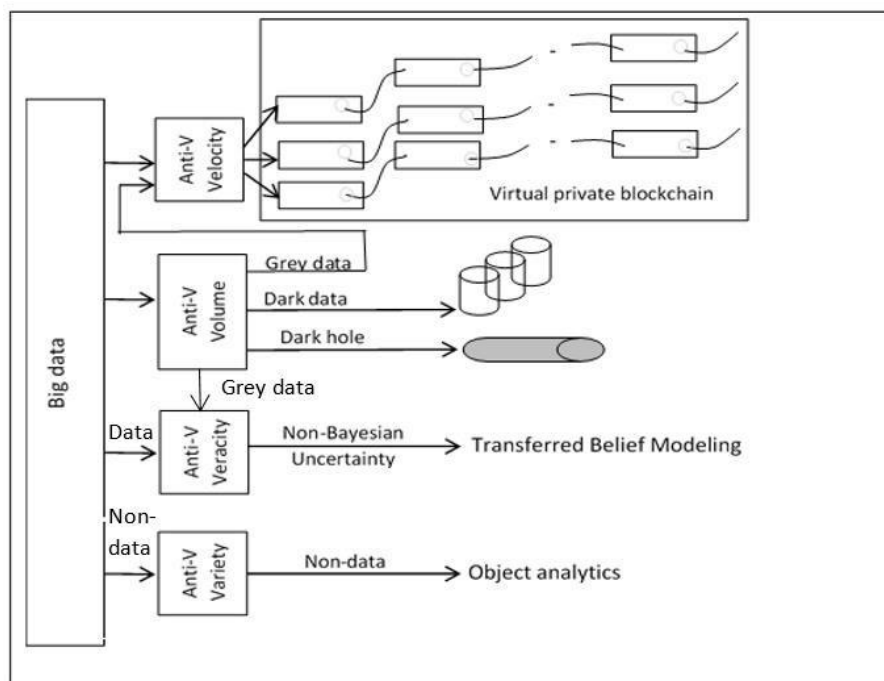 Big data
Anti-V
Velocity
Virtual private blockchain
Anti-V
Volume
Grey data
Dark data
Dark hole
Grey data
Data
Anti-V
Veracity
Non-Bayesian
Uncertainty
Transferred Belief Modeling
Non-
data
Anti-V
Variety
Non-data
Object analytics